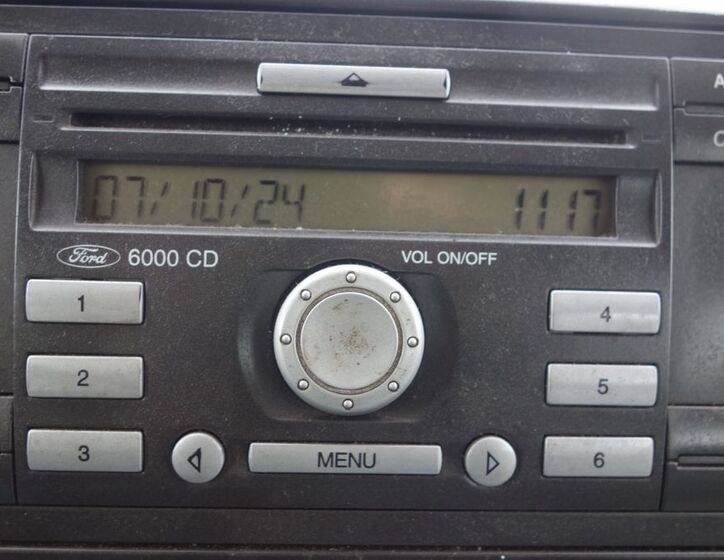 07/10/24 1117
Ford 6000 CD VOL ON/OFF
1 4
2 5
3 MENU 6